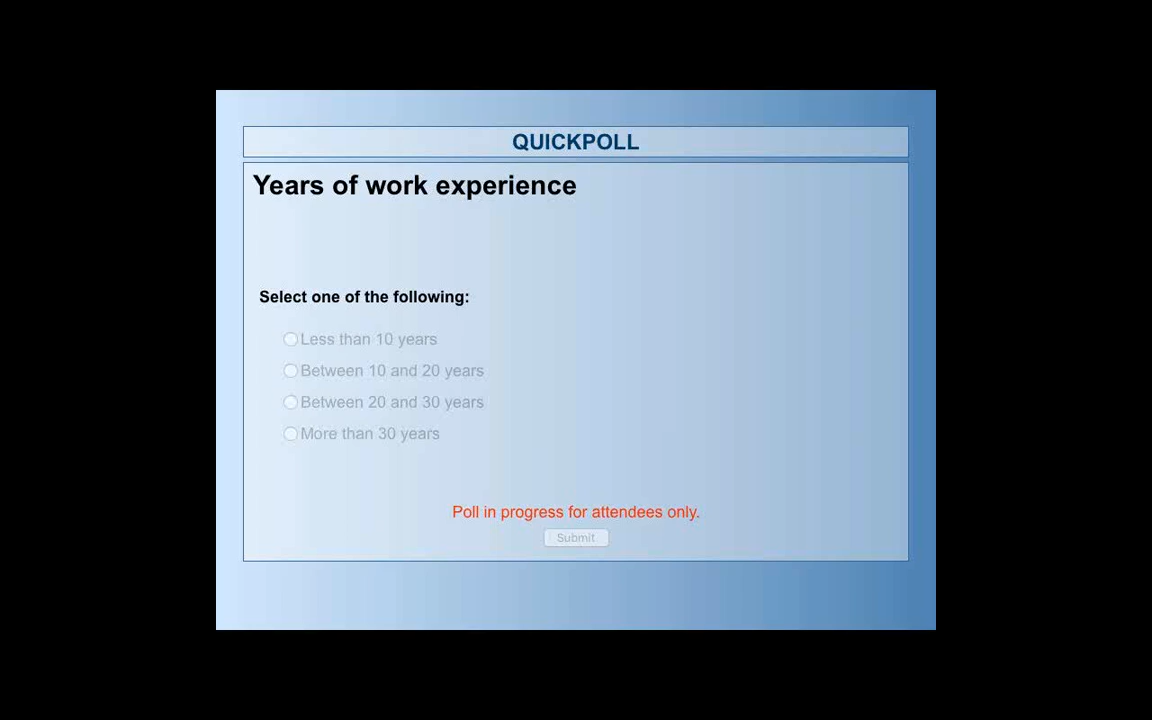 QUICKPOLL
Years of work experience
Select one of the following:
Less than 10 years
Between 10 and 20 years
Between 20 and 30 years
More than 30 years
Poll in progress for attendees only.
Submit